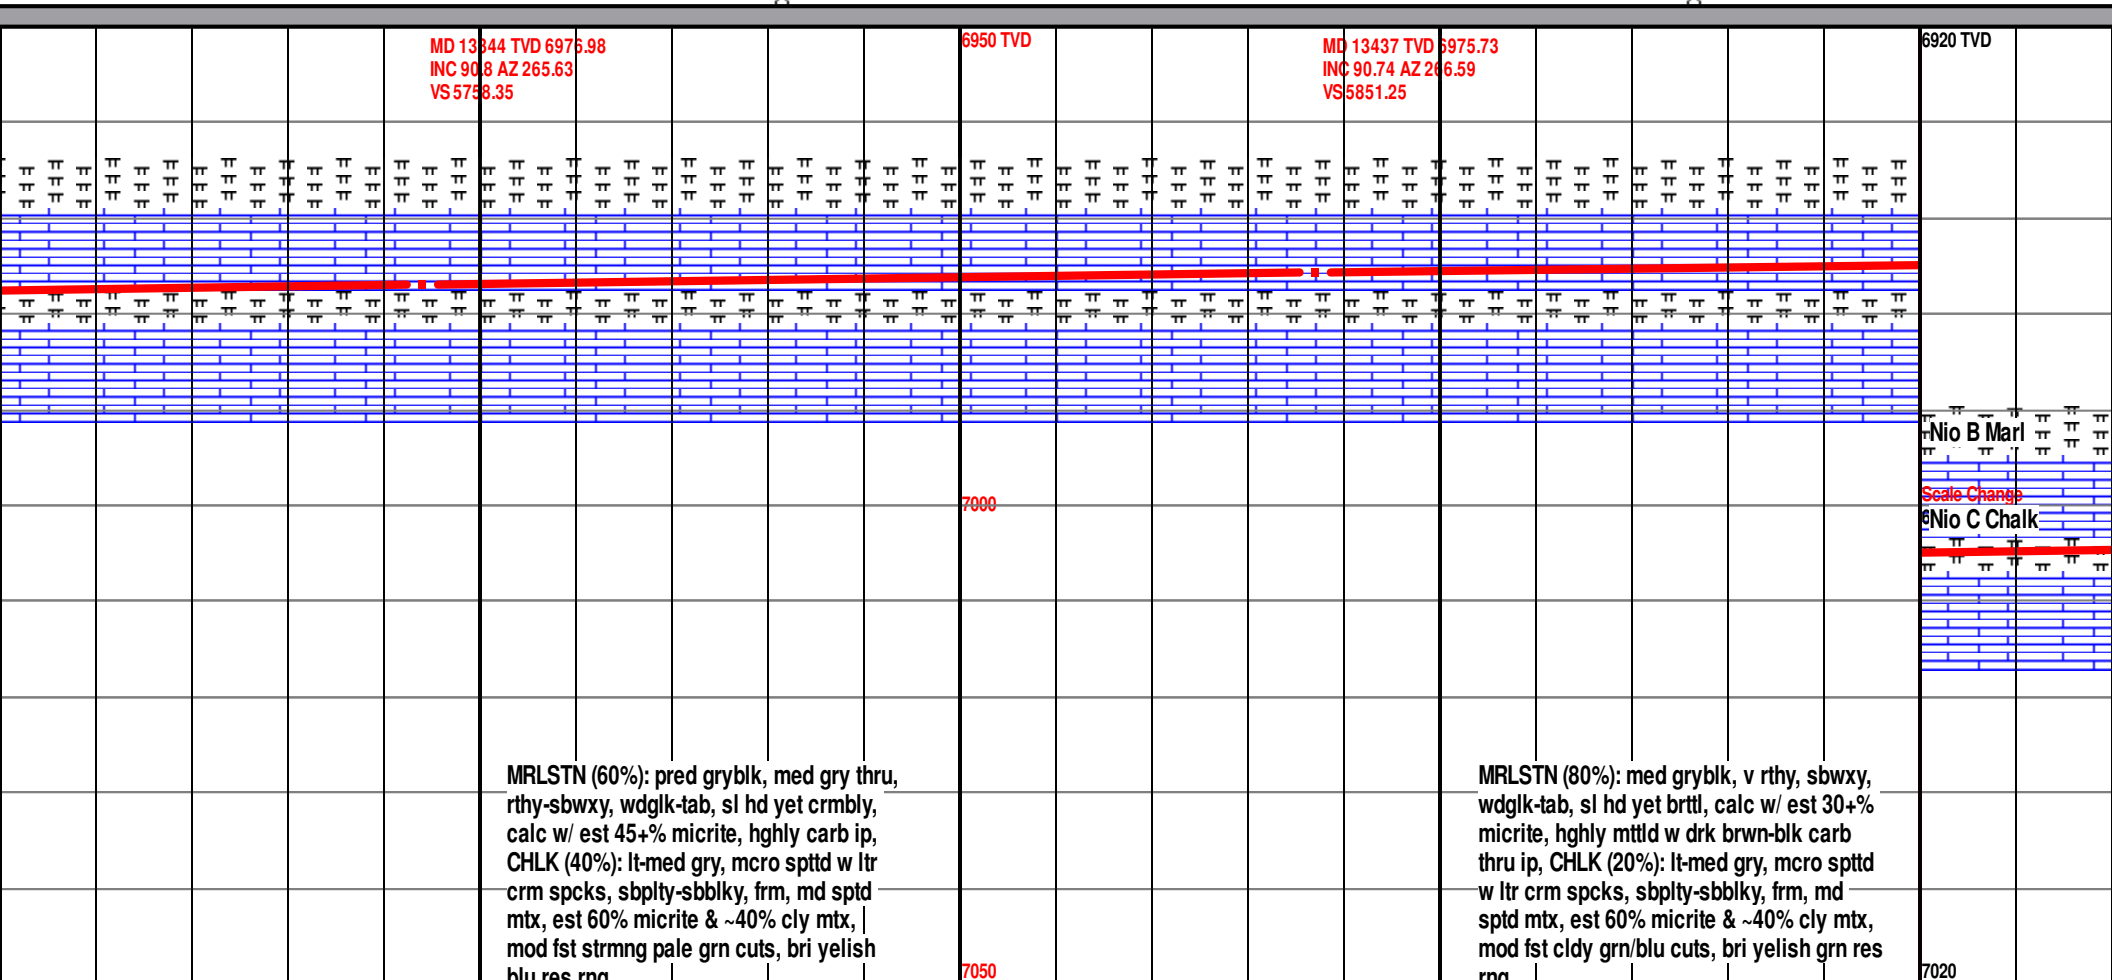 MD 13344 TVD 6976.98
INC 90.8 AZ 265.63
VS 5758.35
6950 TVD
MD 13437 TVD 6975.73
INC 90.74 AZ 266.59
VS 5851.25
6920 TVD
Nio B Marl
Scale Change
Nio C Chalk
7000
MRLSTN (60%): pred gryblk, med gry thru,
rthy-sbwxy, wdglk-tab, sl hd yet crmbly,
calc w/ est 45+% micrite, hghly carb ip,
CHLK (40%): lt-med gry, mcro spttd w ltr
crm spcks, sbplty-sbblky, frm, md sptd
mtx, est 60% micrite & ~40% cly mtx,
mod fst strmng pale grn cuts, bri yelish
blu res rng
MRLSTN (80%): med gryblk, v rthy, sbwxy,
wdglk-tab, sl hd yet brttl, calc w/ est 30+%
micrite, hghly mttld w drk brwn-blk carb
thru ip, CHLK (20%): lt-med gry, mcro spttd
w ltr crm spcks, sbplty-sbblky, frm, md
sptd mtx, est 60% micrite & ~40% cly mtx,
mod fst cldy grn/blu cuts, bri yelish grn res
rng
7050
7020